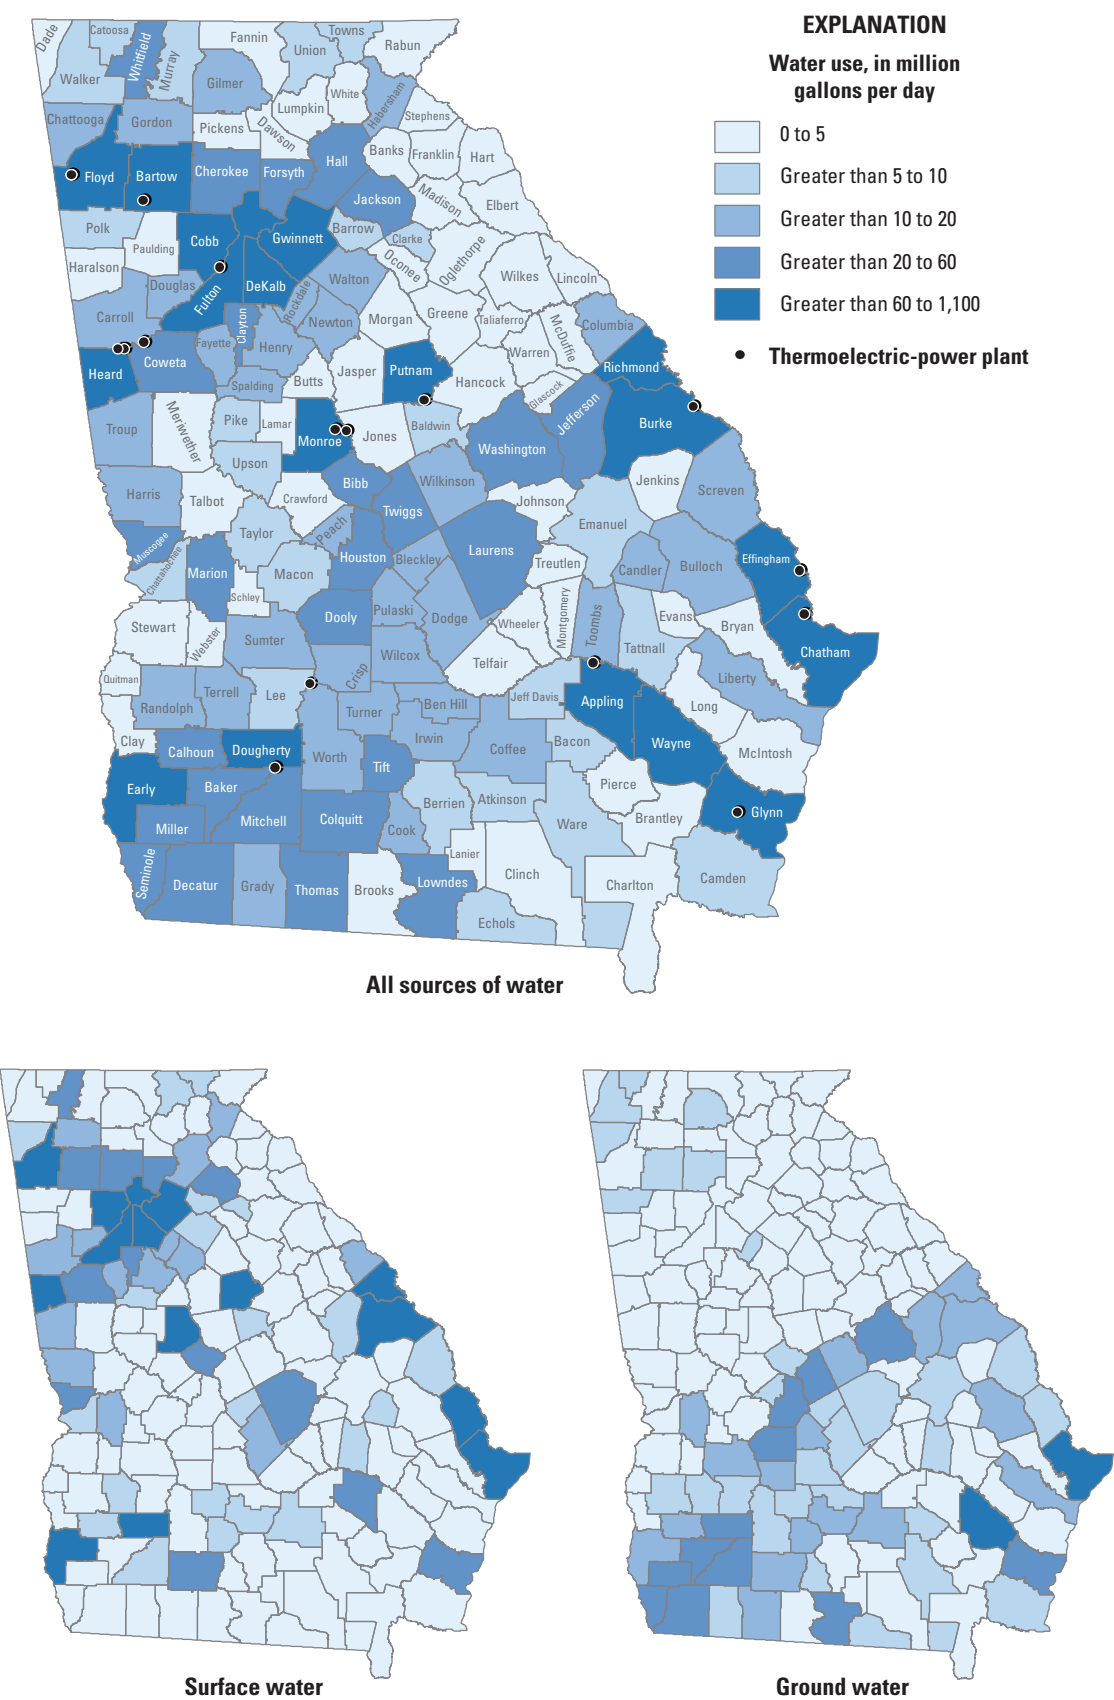 EXPLANATION
Water use, in million
gallons per day
0 to 5
Greater than 5 to 10
Greater than 10 to 20
Greater than 20 to 60
Greater than 60 to 1,100
Thermoelectric-power plant
Dade
Catoosa
Whitfield
Walker
Murray
Fannin
Union
Towns
Rabun
Gilmer
Lumpkin
White
Habersham
Stephens
Chattooga
Gordon
Pickens
Dawson
Banks
Franklin
Hart
Floyd
Bartow
Cherokee
Forsyth
Hall
Jackson
Madison
Elbert
Polk
Paulding
Cobb
Gwinnett
Barrow
Clarke
Oconee
Oglethorpe
Wilkes
Lincoln
Haralson
Douglas
Fulton
DeKalb
Rockdale
Walton
Morgan
Greene
Taliaferro
McDuffie
Columbia
Carroll
Clayton
Fayette
Henry
Newton
Warren
Richmond
Heard
Coweta
Spalding
Butts
Jasper
Putnam
Hancock
Glascock
Jefferson
Burke
Troup
Meriwether
Pike
Lamar
Monroe
Jones
Baldwin
Washington
Upson
Bibb
Wilkinson
Jenkins
Screven
Harris
Talbot
Crawford
Twiggs
Johnson
Emanuel
Muscogee
Chattahoochee
Taylor
Peach
Houston
Bleckley
Laurens
Treutlen
Candler
Bulloch
Effingham
Marion
Schley
Macon
Dooly
Pulaski
Dodge
Wheeler
Montgomery
Toombs
Evans
Bryan
Chatham
Stewart
Webster
Sumter
Crisp
Wilcox
Telfair
Tattnall
Liberty
Quitman
Randolph
Terrell
Lee
Turner
Ben Hill
Jeff Davis
Appling
Long
Clay
Calhoun
Dougherty
Worth
Irwin
Coffee
Bacon
Wayne
McIntosh
Early
Baker
Tift
Pierce
Miller
Mitchell
Colquitt
Cook
Berrien
Atkinson
Ware
Brantley
Glynn
Seminole
Decatur
Grady
Thomas
Brooks
Lowndes
Lanier
Clinch
Echols
Charlton
Camden
All sources of water
Surface water
Ground water